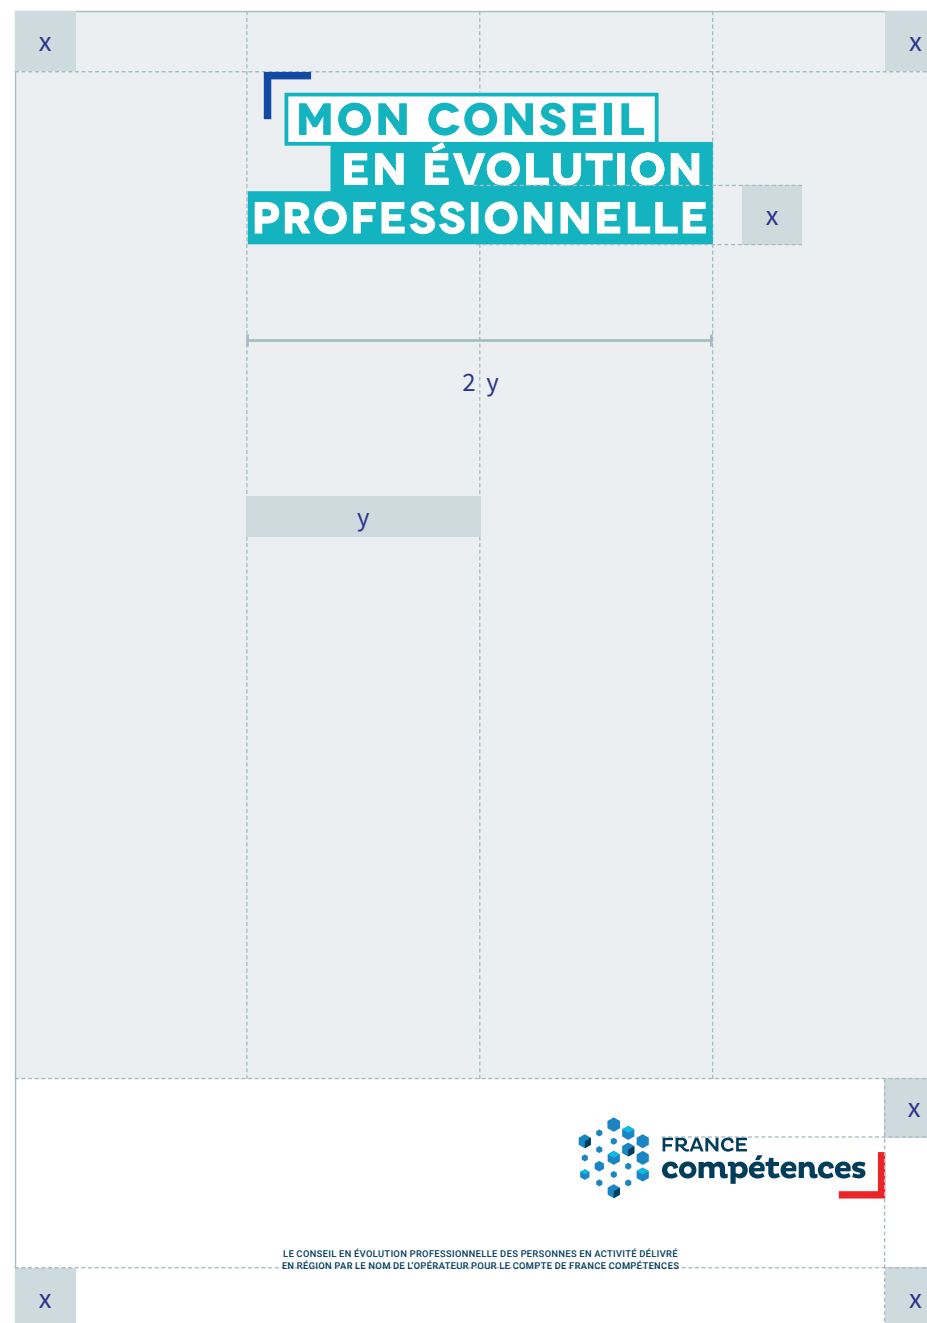 x
x
MON CONSEIL
EN ÉVOLUTION
PROFESSIONNELLE
x
2 y
y
x
FRANCE
compétences
LE CONSEIL EN ÉVOLUTION PROFESSIONNELLE DES PERSONNES EN ACTIVITÉ DÉLIVRÉ
EN RÉGION PAR LE NOM DE L'OPÉRATEUR POUR LE COMPTE DE FRANCE COMPÉTENCES
x
x